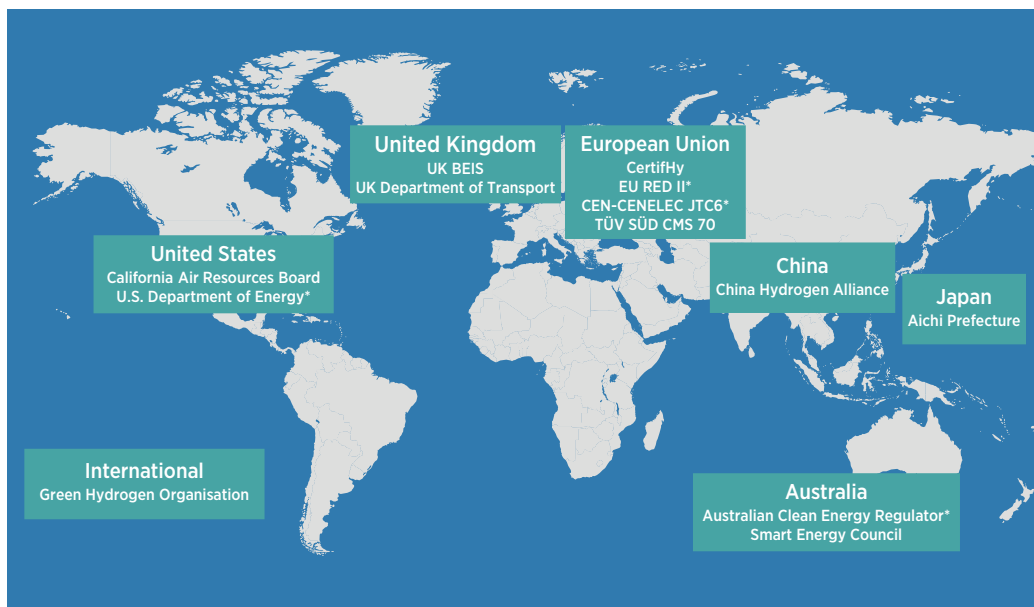 United Kingdom
UK BEIS
UK Department of Transport
European Union
CertifHy
EU RED II*
CEN-CENELEC JTC6*
TÜV SÜD CMS 70
United States
California Air Resources Board
U.S. Department of Energy*
China
China Hydrogen Alliance
Japan
Aichi Prefecture
International
Green Hydrogen Organisation
Australia
Australian Clean Energy Regulator*
Smart Energy Council